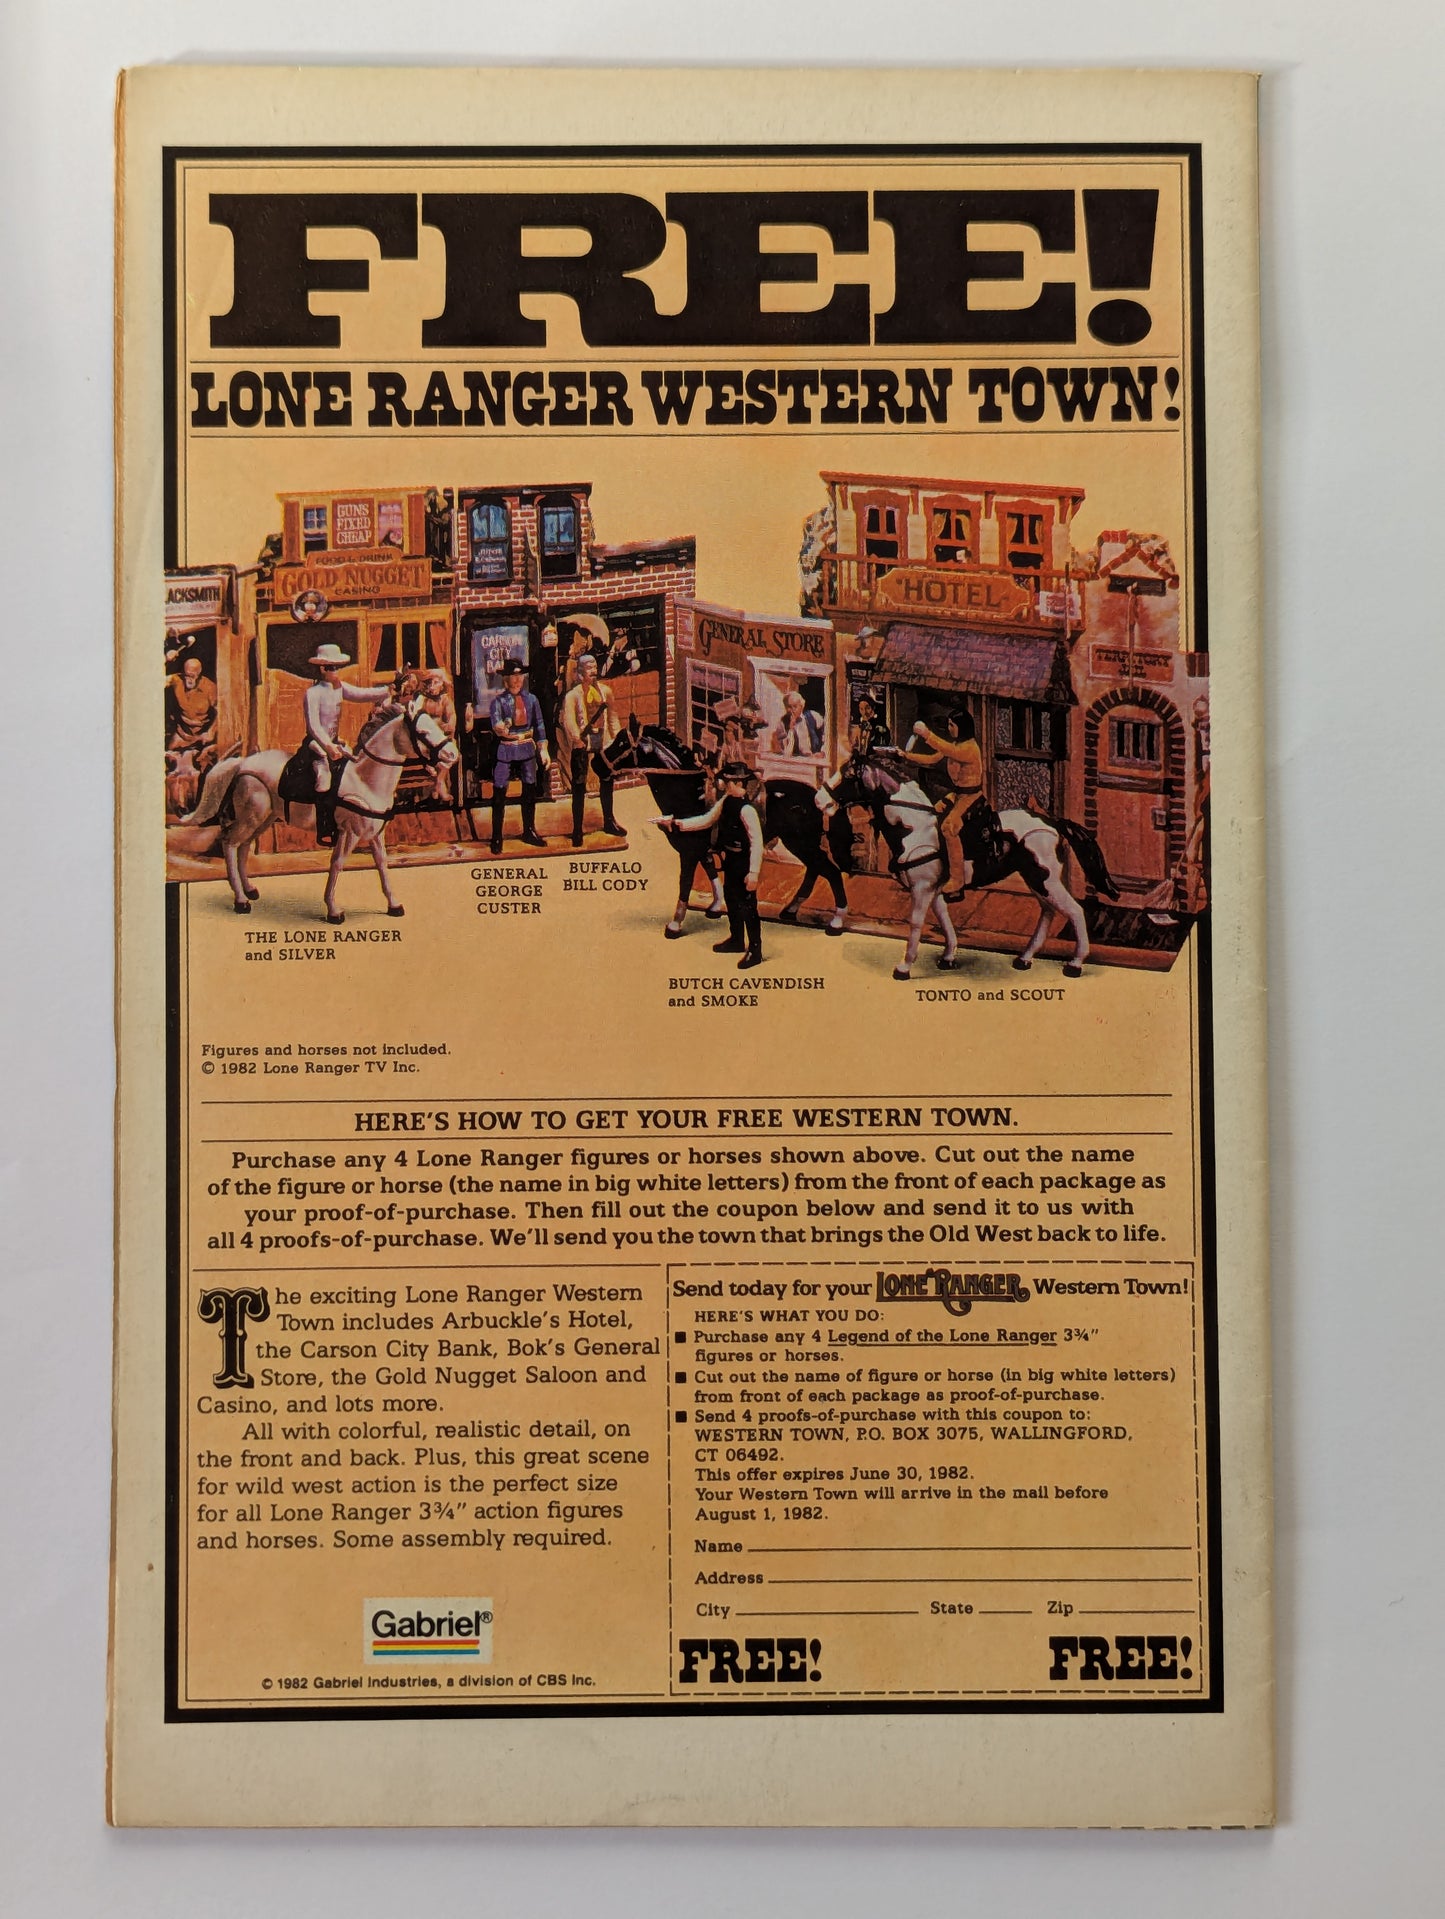 FREE!
LONE RANGER WESTERN TOWN!
GUNS
FIXED
CHEAP
FOOD & DRINK
GOLD NUGGET
CASINO
ACKSMITH
CARSON
CITY
BA
GENERAL STORE
HOTEL
TERRITORY
THE LONE RANGER
and SILVER
GENERAL
GEORGE
CUSTER
BUFFALO
BILL CODY
BUTCH CAVENDISH
and SMOKE
TONTO and SCOUT
Figures and horses not included.
© 1982 Lone Ranger TV Inc.
HERE'S HOW TO GET YOUR FREE WESTERN TOWN.
Purchase any 4 Lone Ranger figures or horses shown above. Cut out the name
of the figure or horse (the name in big white letters) from the front of each package as
your proof-of-purchase. Then fill out the coupon below and send it to us with
all 4 proofs-of-purchase. We'll send you the town that brings the Old West back to life.
The exciting Lone Ranger Western
Town includes Arbuckle's Hotel,
the Carson City Bank, Bok's General
Store, the Gold Nugget Saloon and
Casino, and lots more.
All with colorful, realistic detail, on
the front and back. Plus, this great scene
for wild west action is the perfect size
for all Lone Ranger 3¾" action figures
and horses. Some assembly required.
Gabriel®
© 1982 Gabriel Industries, a division of CBS Inc.
Send today for your LONE RANGER Western Town!
HERE'S WHAT YOU DO:
■ Purchase any 4 Legend of the Lone Ranger 3¾"
figures or horses.
■ Cut out the name of figure or horse (in big white letters)
from front of each package as proof-of-purchase.
■ Send 4 proofs-of-purchase with this coupon to:
WESTERN TOWN, P.O. BOX 3075, WALLINGFORD,
CT 06492.
This offer expires June 30, 1982.
Your Western Town will arrive in the mail before
August 1, 1982.
Name
Address
City State Zip
FREE! FREE!